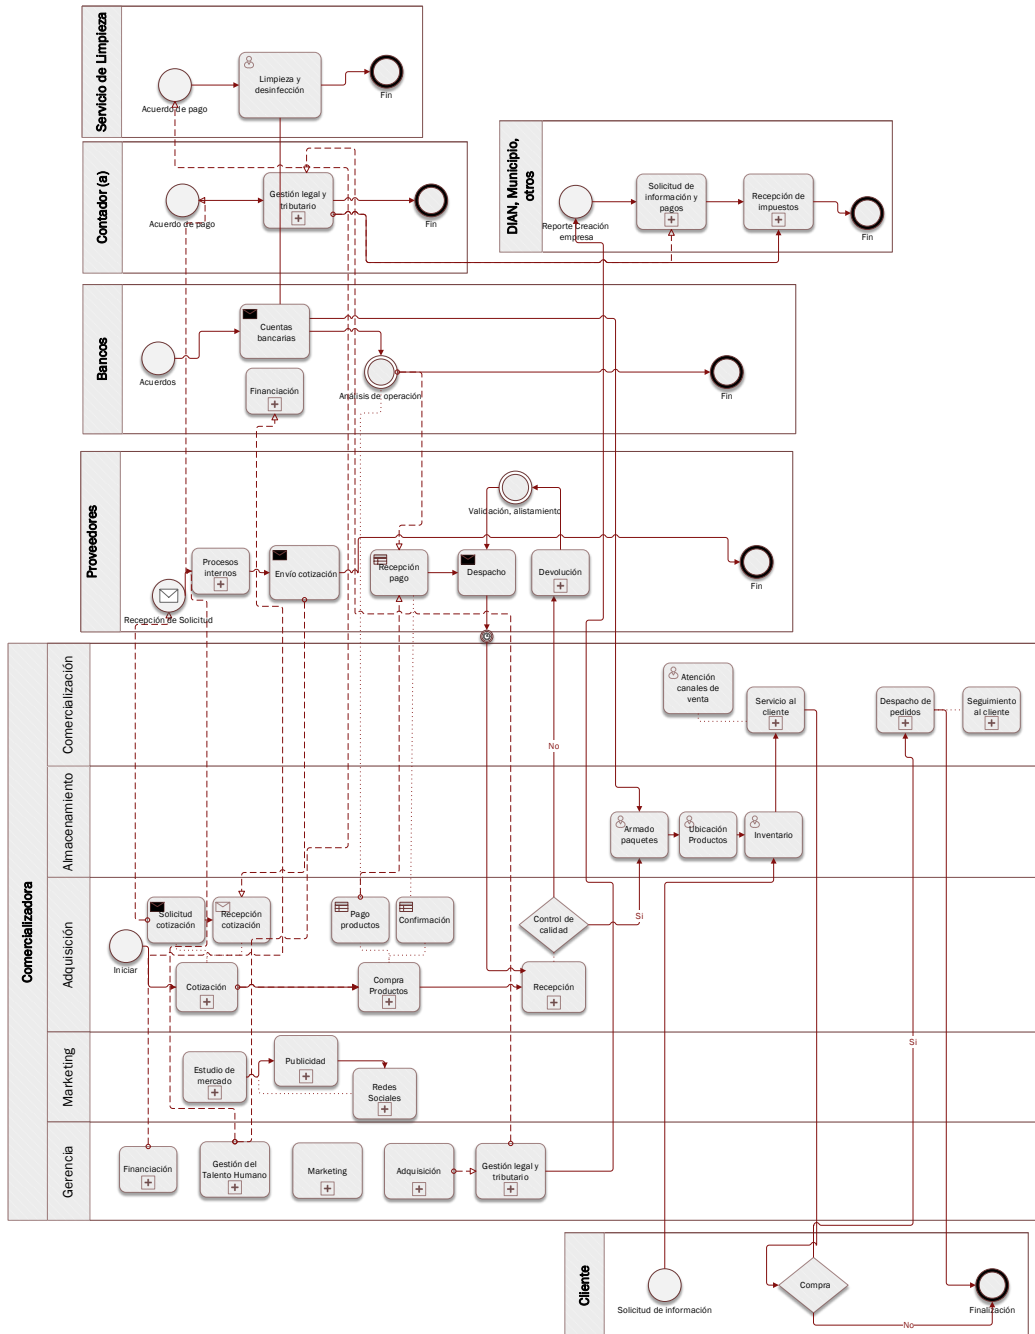 Servicio de Limpieza
Limpieza y
desinfección
Acuerdo de pago
Fin
Contador (a)
Gestión legal y
tributario
Acuerdo de pago
Fin
DIAN, Municipio,
otros
Solicitud de
información y
pagos
Recepción de
impuestos
Reporte Creación
empresa
Fin
Bancos
Cuentas
bancarias
Acuerdos
Financiación
Análisis de operación
Fin
Proveedores
Validación, alistamiento
Procesos
internos
Envío cotización
Recepción
pago
Despacho
Devolución
Recepción de Solicitud
Fin
Comercializadora
Comercialización
Atención
canales de
venta
Servicio al
cliente
Despacho de
pedidos
Seguimiento
al cliente
No
Almacenamiento
Armado
paquetes
Ubicación
Productos
Inventario
Adquisición
Solicitud
cotización
Recepción
cotización
Pago
productos
Confirmación
Control de
calidad
Si
Iniciar
Cotización
Compra
Productos
Recepción
Marketing
Estudio de
mercado
Publicidad
Redes
Sociales
Si
Gerencia
Financiación
Gestión del
Talento Humano
Marketing
Adquisición
Gestión legal y
tributario
Cliente
Solicitud de información
Compra
Finalización
No